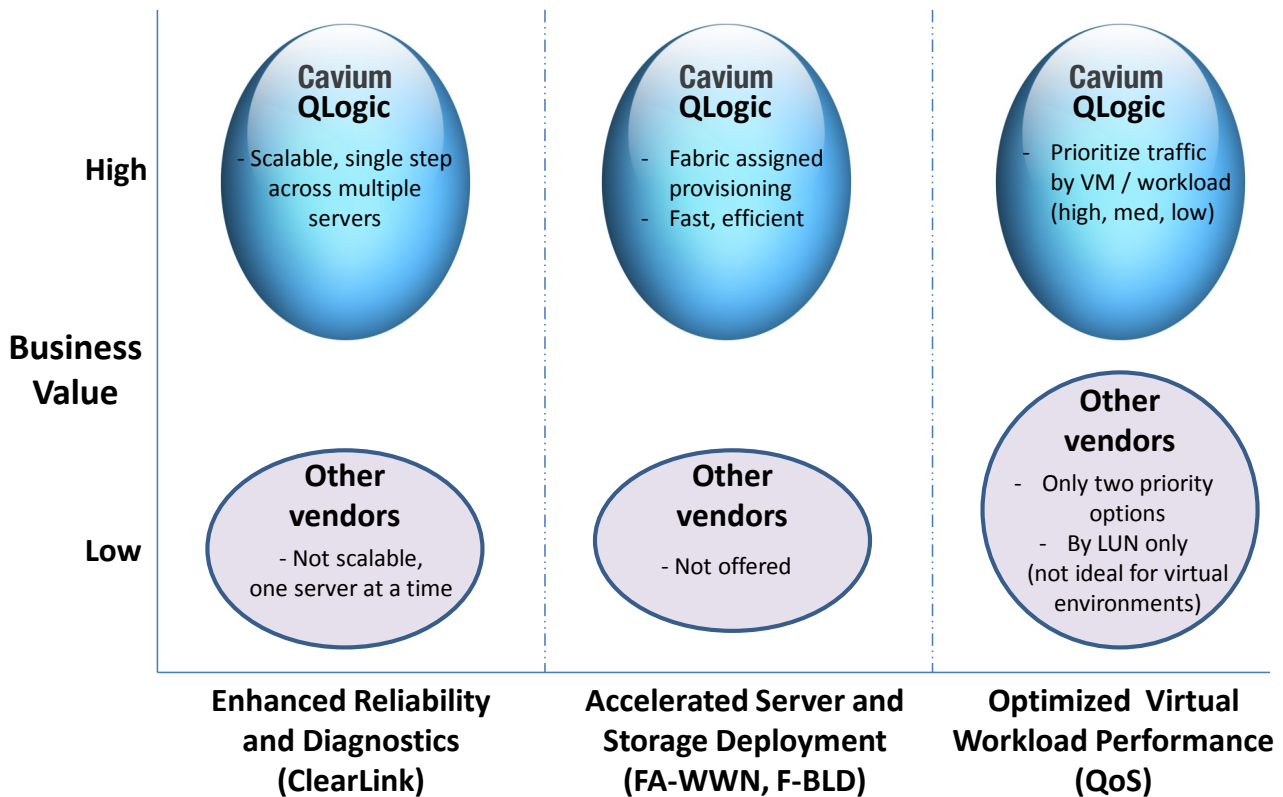 Cavium
QLogic
- Scalable, single step
across multiple
servers
Cavium
QLogic
- Fabric assigned
provisioning
- Fast, efficient
Cavium
QLogic
- Prioritize traffic
by VM / workload
(high, med, low)
High
Business
Value
Low
Other
vendors
- Not scalable,
one server at a time
Other
vendors
- Not offered
Other
vendors
- Only two priority
options
- By LUN only
(not ideal for virtual
environments)
Enhanced Reliability
and Diagnostics
(ClearLink)
Accelerated Server and
Storage Deployment
(FA-WWN, F-BLD)
Optimized Virtual
Workload Performance
(QoS)